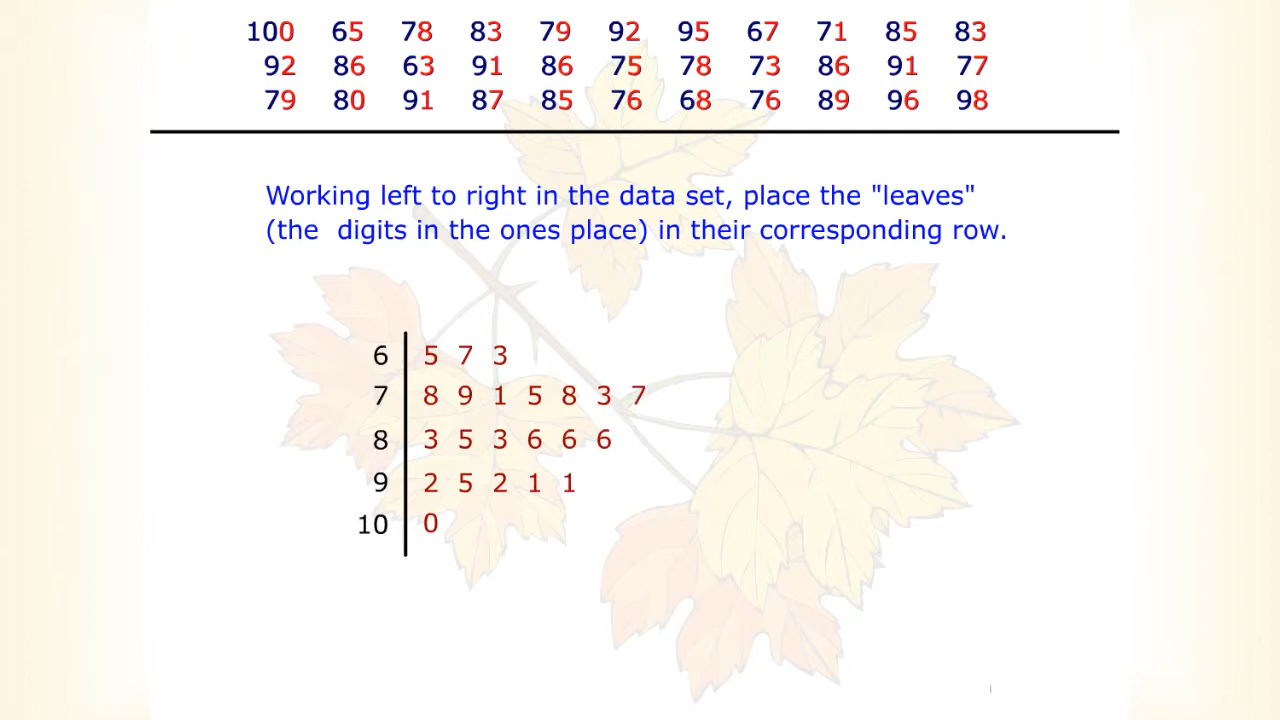 100 65 78 83 79 92 95 67 71 85 83
92 86 63 91 86 75 78 73 86 91 77
79 80 91 87 85 76 68 76 89 96 98
Working left to right in the data set, place the "leaves"
(the digits in the ones place) in their corresponding row.
6 5 7 3
7 8 9 1 5 8 3 7
8 3 5 3 6 6 6
9 2 5 2 1 1
10 0